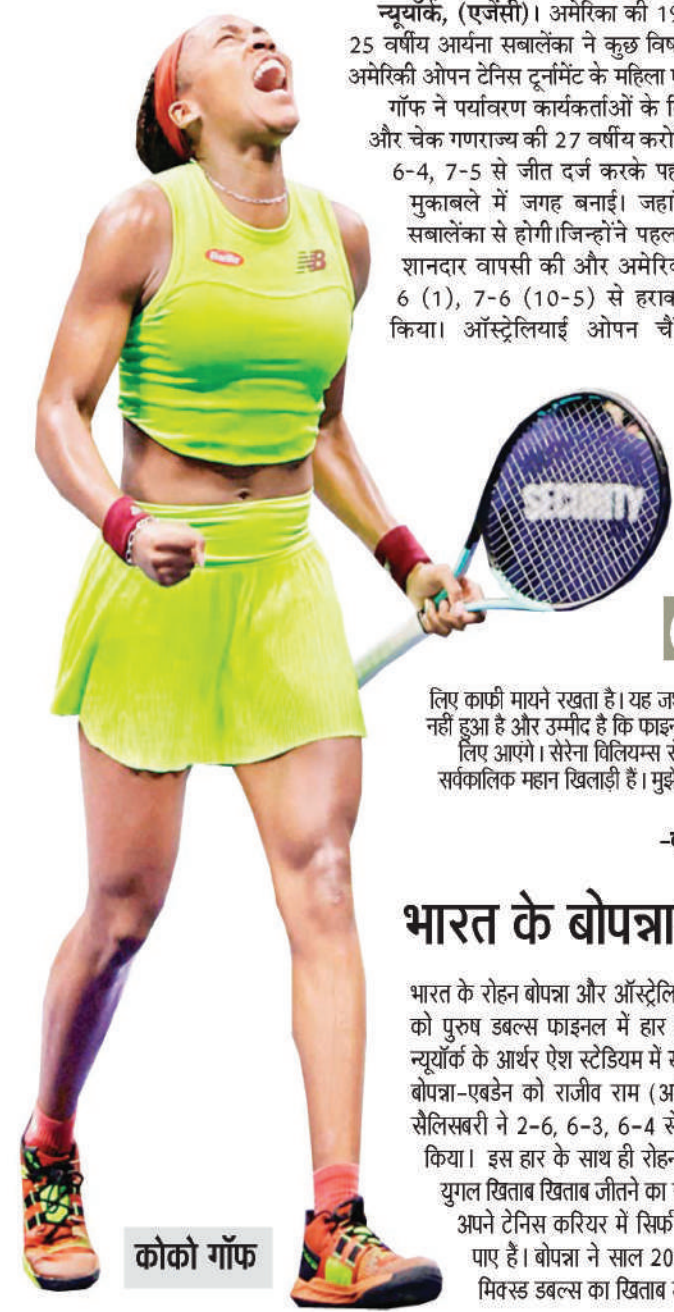 न्यूयॉर्क, (एजेंसी)। अमेरिका की 19
25 वर्षीय आर्यना सबालेंका ने कुछ विष
अमेरिकी ओपन टेनिस टूर्नामेंट के महिला
गॉफ ने पर्यावरण कार्यकर्ताओं के
और चेक गणराज्य की 27 वर्षीय करो
6-4, 7-5 से जीत दर्ज करके पह
मुकाबले में जगह बनाई। जहां
सबालेंका से होगी।जिन्होंने पहल
शानदार वापसी की और अमेरि
6 (1), 7-6 (10-5) से हराक
किया। ऑस्ट्रेलियाई ओपन चै
SECURITY
लिए काफी मायने रखता है। यह जश
नहीं हुआ है और उम्मीद है कि फाइन
लिए आएंगे। सेरेना विलियम्स स
सर्वकालिक महान खिलाड़ी हैं। मुझे
भारत के बोपन्ना
भारत के रोहन बोपन्ना और ऑस्ट्रेलि
को पुरुष डबल्स फाइनल में हार
न्यूयॉर्क के आर्थर ऐश स्टेडियम में
बोपन्ना-एबडेन को राजीव राम (अ
सैलिसबरी ने 2-6, 6-3, 6-4 से
किया। इस हार के साथ ही रोहन
युगल खिताब खिताब जीतने का
अपने टेनिस करियर में सिर्फ
पाए हैं। बोपन्ना ने साल 20
मिक्स्ड डबल्स का खिताब
कोको गॉफ